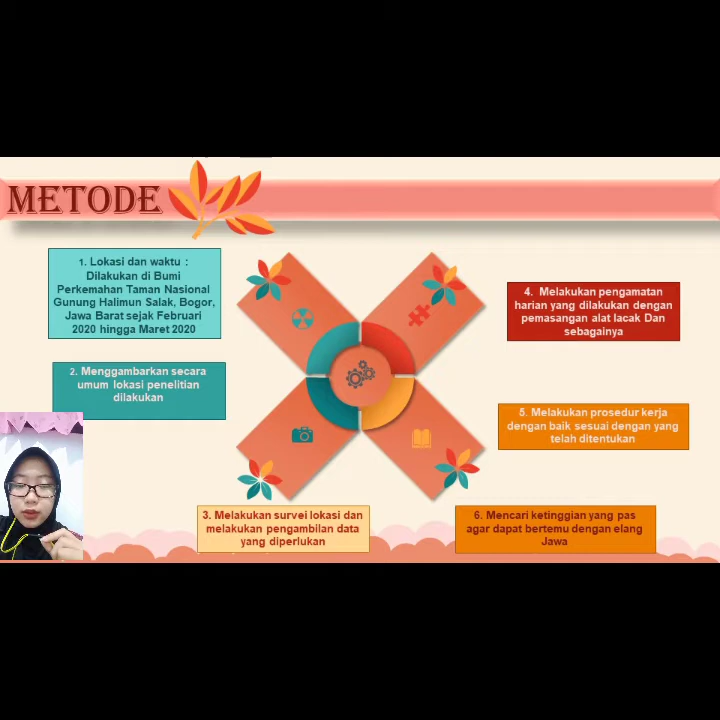 METODE
1. Lokasi dan waktu :
Dilakukan di Bumi
Perkemahan Taman Nasional
Gunung Halimun Salak, Bogor,
Jawa Barat sejak Februari
2020 hingga Maret 2020
2. Menggambarkan secara
umum lokasi penelitian
dilakukan
3. Melakukan survei lokasi dan
melakukan pengambilan data
yang diperlukan
4. Melakukan pengamatan
harian yang dilakukan dengan
pemasangan alat lacak Dan
sebagainya
5. Melakukan prosedur kerja
dengan baik sesuai dengan yang
telah ditentukan
6. Mencari ketinggian yang pas
agar dapat bertemu dengan elang
Jawa